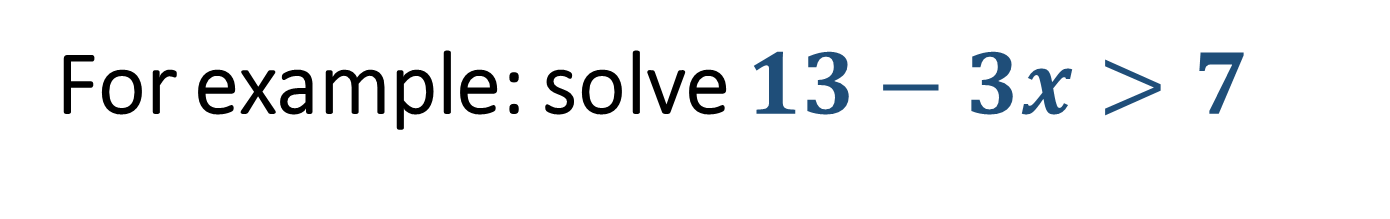 For example: solve 13 − 3x > 7